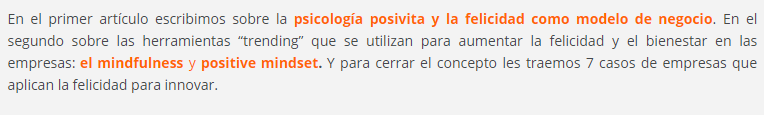 En el primer artículo escribimos sobre la psicología posivita y la felicidad como modelo de negocio. En el
segundo sobre las herramientas “trending” que se utilizan para aumentar la felicidad y el bienestar en las
empresas: el mindfulness y positive mindset. Y para cerrar el concepto les traemos 7 casos de empresas que
aplican la felicidad para innovar.